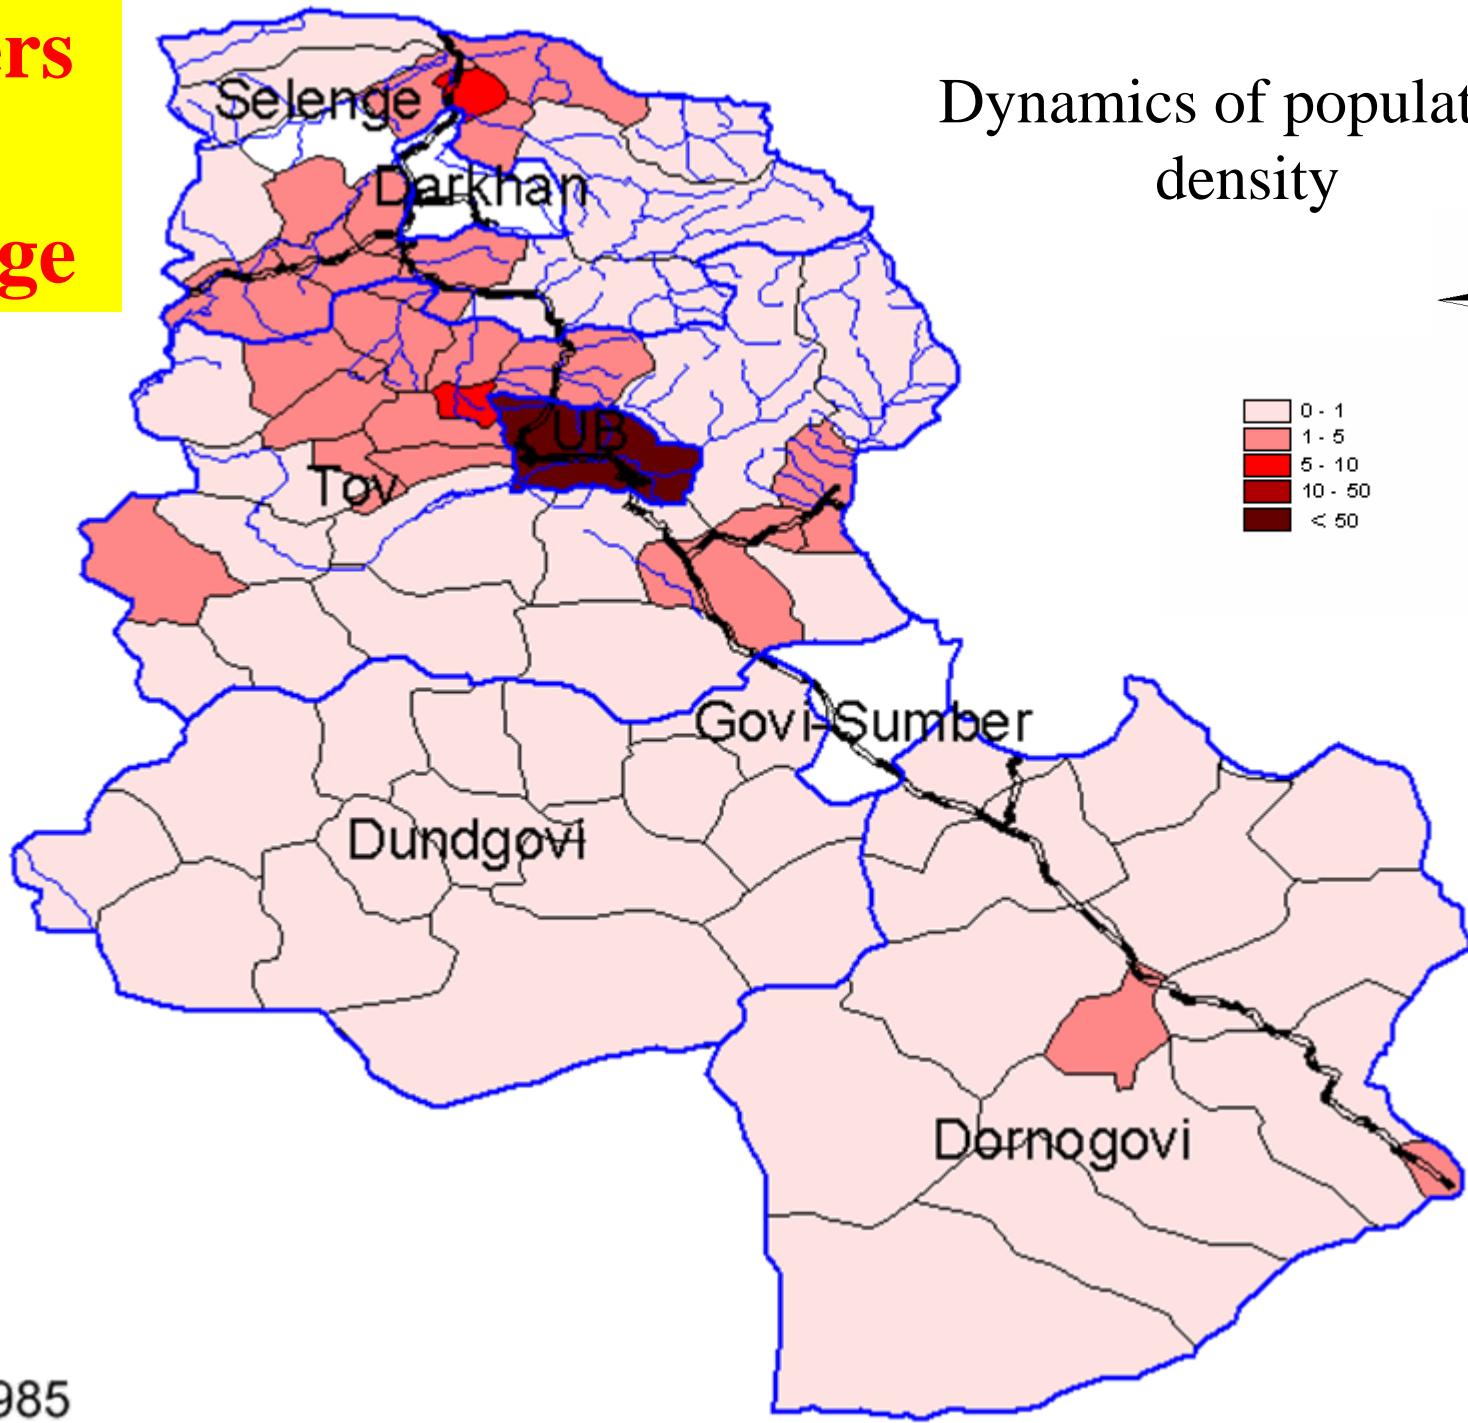 ers
ge
Dynamics of populat
density
Selenge
Darkhan
UB
Tov
Govi-Sumber
Dundgovi
Dornogovi
0 - 1
1 - 5
5 - 10
10 - 50
< 50
985